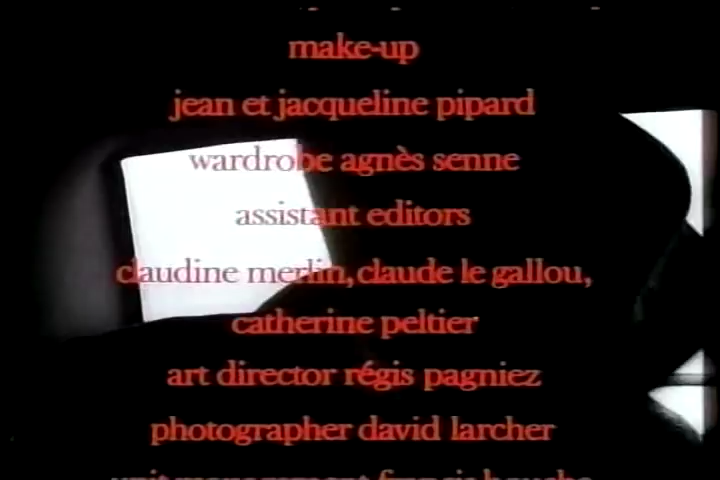 make-up
jean et jacqueline pipard
wardrobe agnès senne
assistant editors
claudine merlin, claude le gallou,
catherine peltier
art director régis pagniez
photographer david larcher